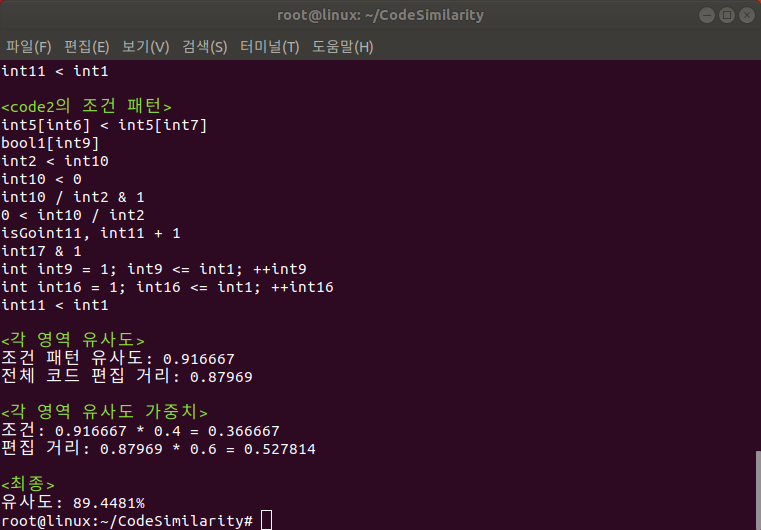 root@linux: ~/CodeSimilarity
파일(F) 편집(E) 보기(V) 검색(S) 터미널(T) 도움말(H)
int11 < int1
<code2의 조건 패턴>
int5[int6] < int5[int7]
bool1[int9]
int2 < int10
int10 < 0
int10 / int2 & 1
0 < int10 / int2
isGoint11, int11 + 1
int17 & 1
int int9 = 1; int9 <= int1; ++int9
int int16 = 1; int16 <= int1; ++int16
int11 < int1
<각 영역 유사도>
조건 패턴 유사도: 0.916667
전체 코드 편집 거리: 0.87969
<각 영역 유사도 가중치>
조건: 0.916667 * 0.4 = 0.366667
편집 거리: 0.87969 * 0.6 = 0.527814
<최종>
유사도: 89.4481%
root@linux:~/CodeSimilarity#